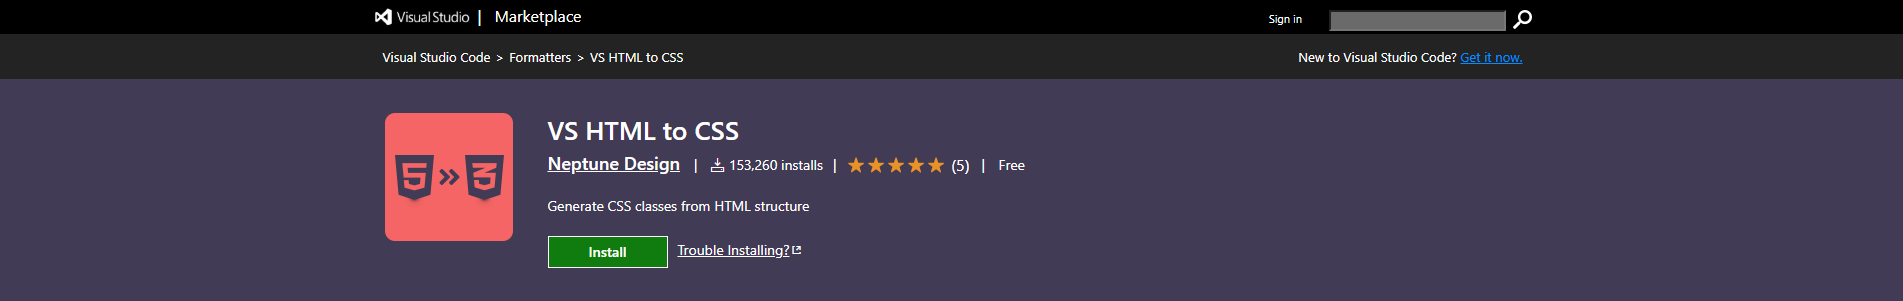 Visual Studio | Marketplace
Sign in
Visual Studio Code > Formatters > VS HTML to CSS
New to Visual Studio Code? Get it now.
5 » 3
VS HTML to CSS
Neptune Design | 153,260 installs | (5) | Free
Generate CSS classes from HTML structure
Install
Trouble Installing?